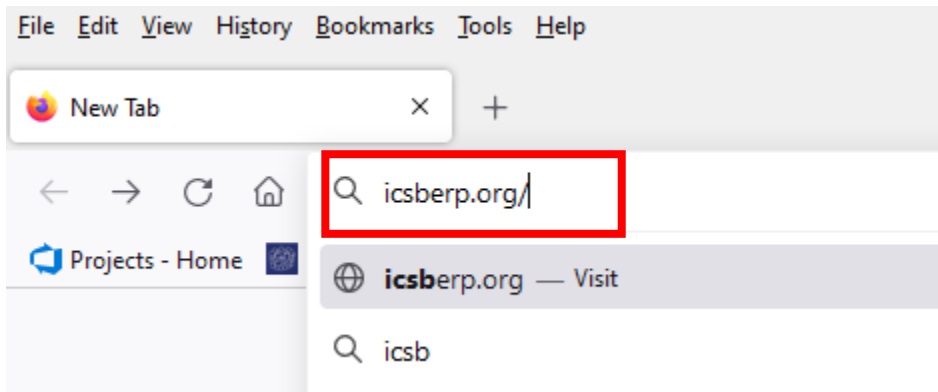 File Edit View History Bookmarks Tools Help
New Tab
icsberp.org/
Projects - Home
icsberp.org — Visit
icsb